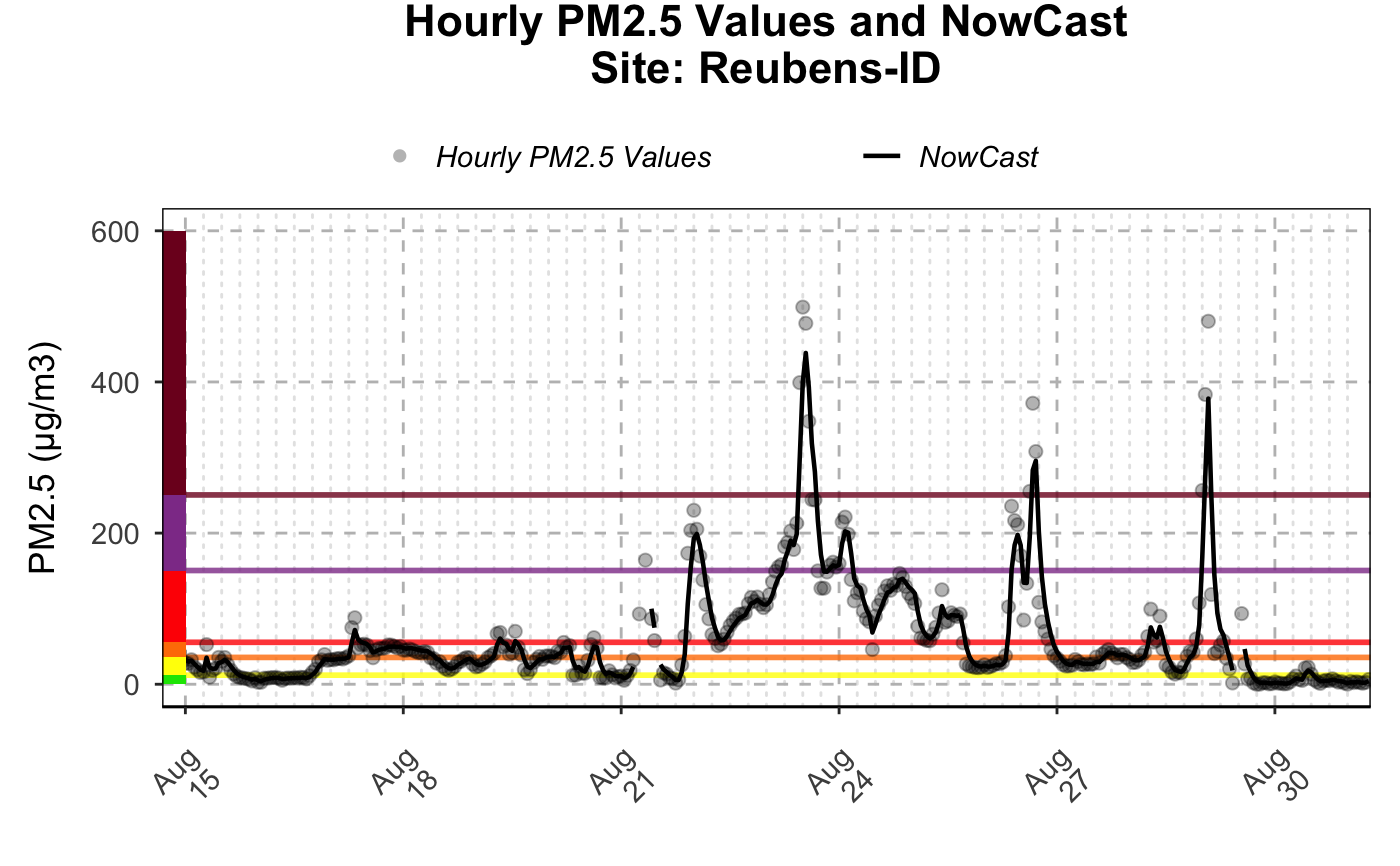 Hourly PM2.5 Values and NowCast
Site: Reubens-ID
Hourly PM2.5 Values
NowCast
PM2.5 (µg/m3)
600
400
200
0
Aug 15
Aug 18
Aug 21
Aug 24
Aug 27
Aug 30